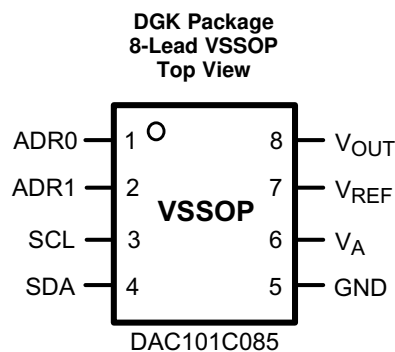 DGK Package
8-Lead VSSOP
Top View
ADR0 1 8 VOUT
ADR1 2 7 VREF
VSSOP
SCL 3 6 VA
SDA 4 5 GND
DAC101C085